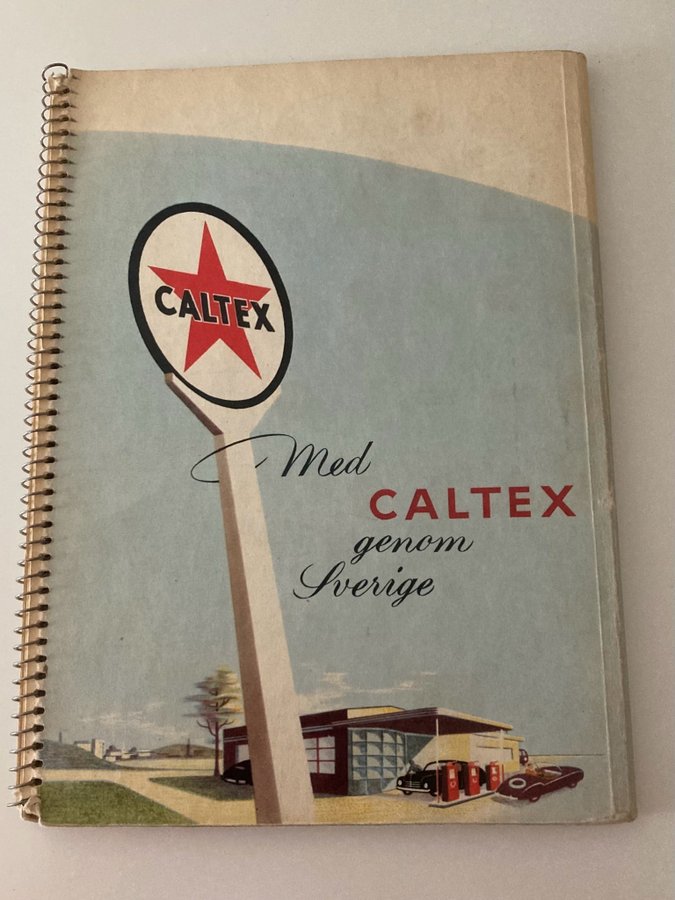 CALTEX
Med
CALTEX
genom
Sverige